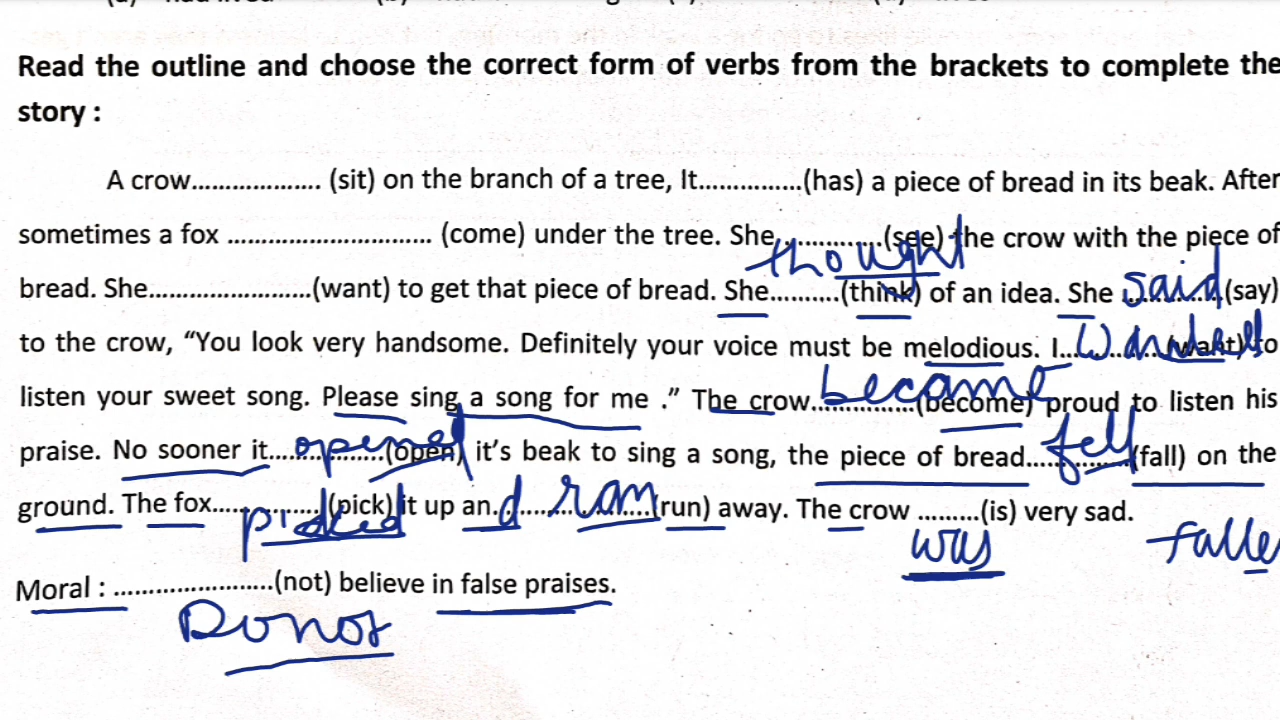 Read the outline and choose the correct form of verbs from the brackets to complete the
story :
A crow................... (sit) on the branch of a tree, It...............(has) a piece of bread in its beak. After
sometimes a fox .............................. (come) under the tree. She...............(see) the crow with the piece of
thought
bread. She........................(want) to get that piece of bread. She..........(think) of an idea. She said..............(say)
to the crow, “You look very handsome. Definitely your voice must be melodious. I..............(want) to
listen your sweet song. Please sing a song for me .” The crow...............(become) proud to listen his
became
praise. No sooner it.... opened ............(open) it’s beak to sing a song, the piece of bread..... fell ........(fall) on the
ground. The fox...............(pick) it up and.... ran ............(run) away. The crow .........(is) very sad.
picked was
Moral : .......................(not) believe in false praises.
Do not